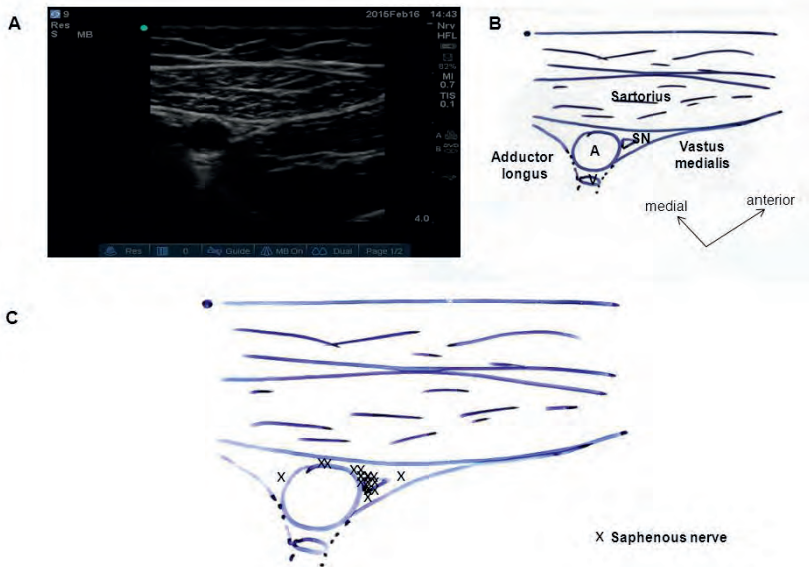 A
9
2015Feb16 14:43
Res
S MB
Nrv
HFL
MI
0.7
TIS
0.1
A
B
4.0
Res 0 Guide MB On Dual Page 1/2
B
Sartorius
SN
A
V
Adductor
longus
Vastus
medialis
medial
anterior
C
X X X X X
X Saphenous nerve